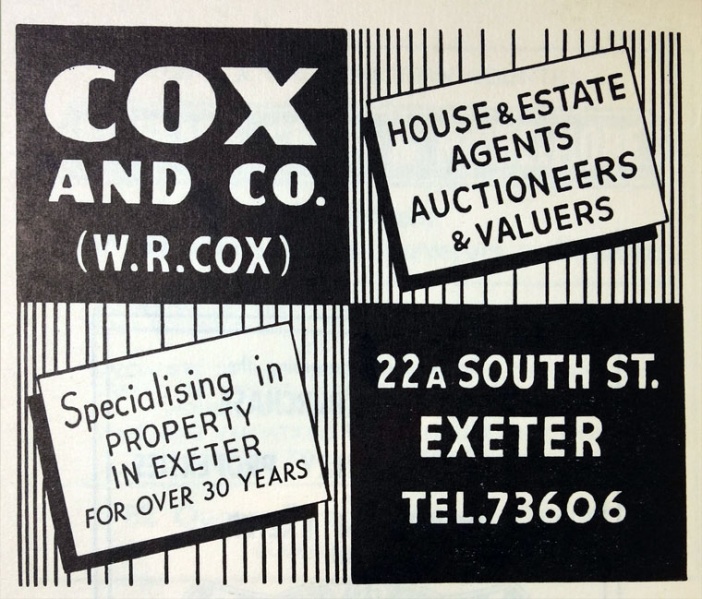 COX
AND CO.
(W.R.COX)
HOUSE & ESTATE
AGENTS
AUCTIONEERS
& VALUERS
Specialising in
PROPERTY
IN EXETER
FOR OVER 30 YEARS
22A SOUTH ST.
EXETER
TEL.73606